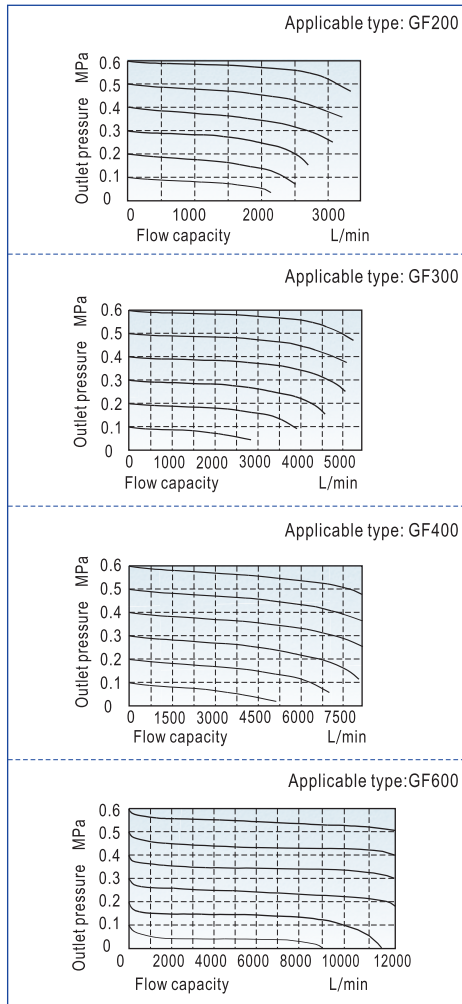 Applicable type: GF200
Outlet pressure MPa
0.6
0.5
0.4
0.3
0.2
0.1
0
0 1000 2000 3000
Flow capacity L/min
Applicable type: GF300
Outlet pressure MPa
0.6
0.5
0.4
0.3
0.2
0.1
0
0 1000 2000 3000 4000 5000
Flow capacity L/min
Applicable type: GF400
Outlet pressure MPa
0.6
0.5
0.4
0.3
0.2
0.1
0
0 1500 3000 4500 6000 7500
Flow capacity L/min
Applicable type:GF600
Outlet pressure MPa
0.6
0.5
0.4
0.3
0.2
0.1
0
0 2000 4000 6000 8000 10000 12000
Flow capacity L/min